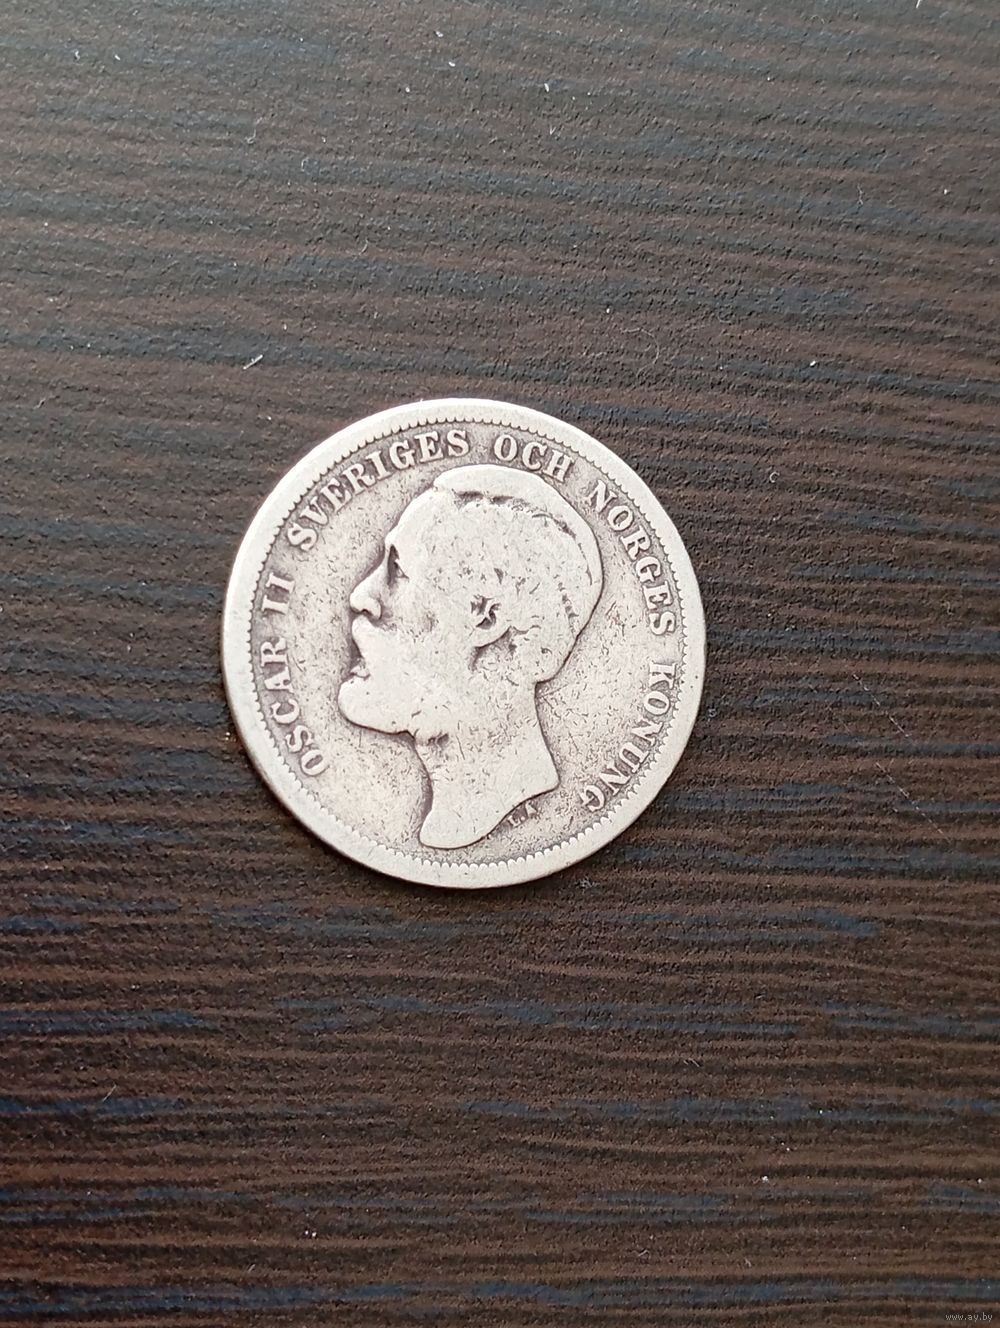 OSCAR II SVERIGES OCH NORGES KONUNG
L.A.
www.ay.by